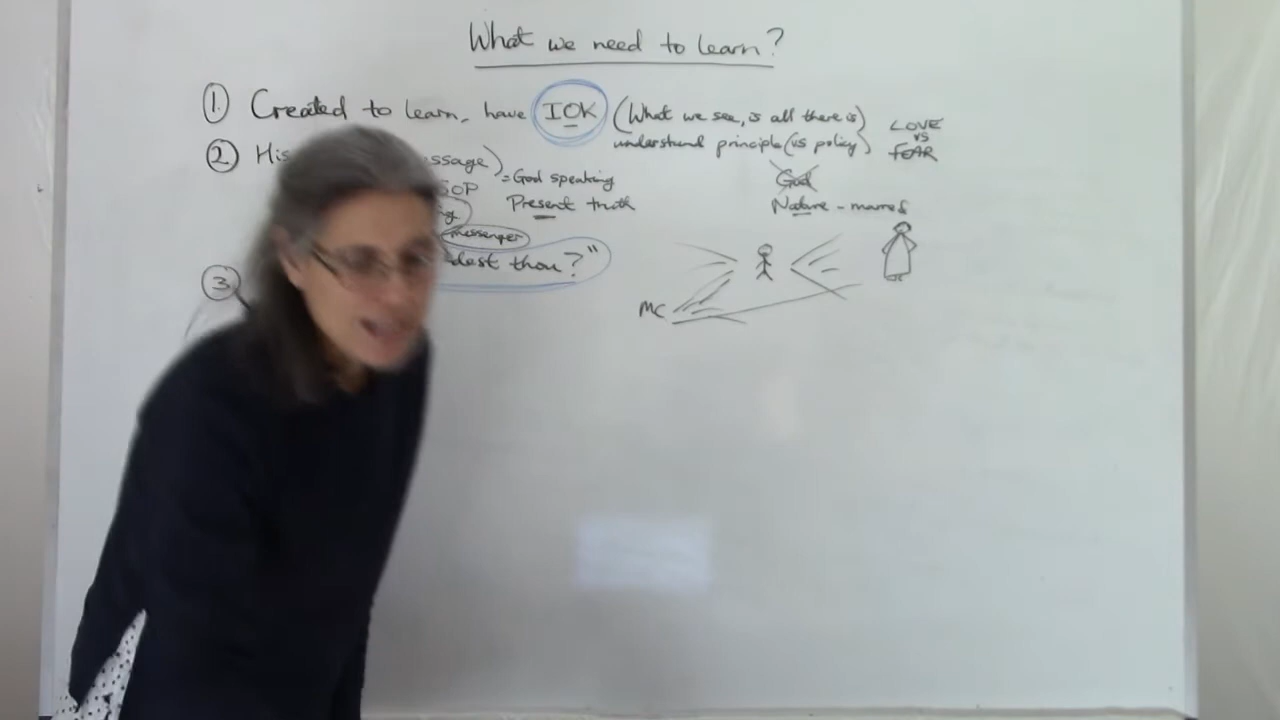 What we need to learn?
① Created to learn, have IOK (What we see, is all there is)
understand principle (vs policy)
LOVE
vs
FEAR
② His ssage) = God speaking
SOP Present truth
God
Nature - marred
messenger
dest thou?"
③
MC